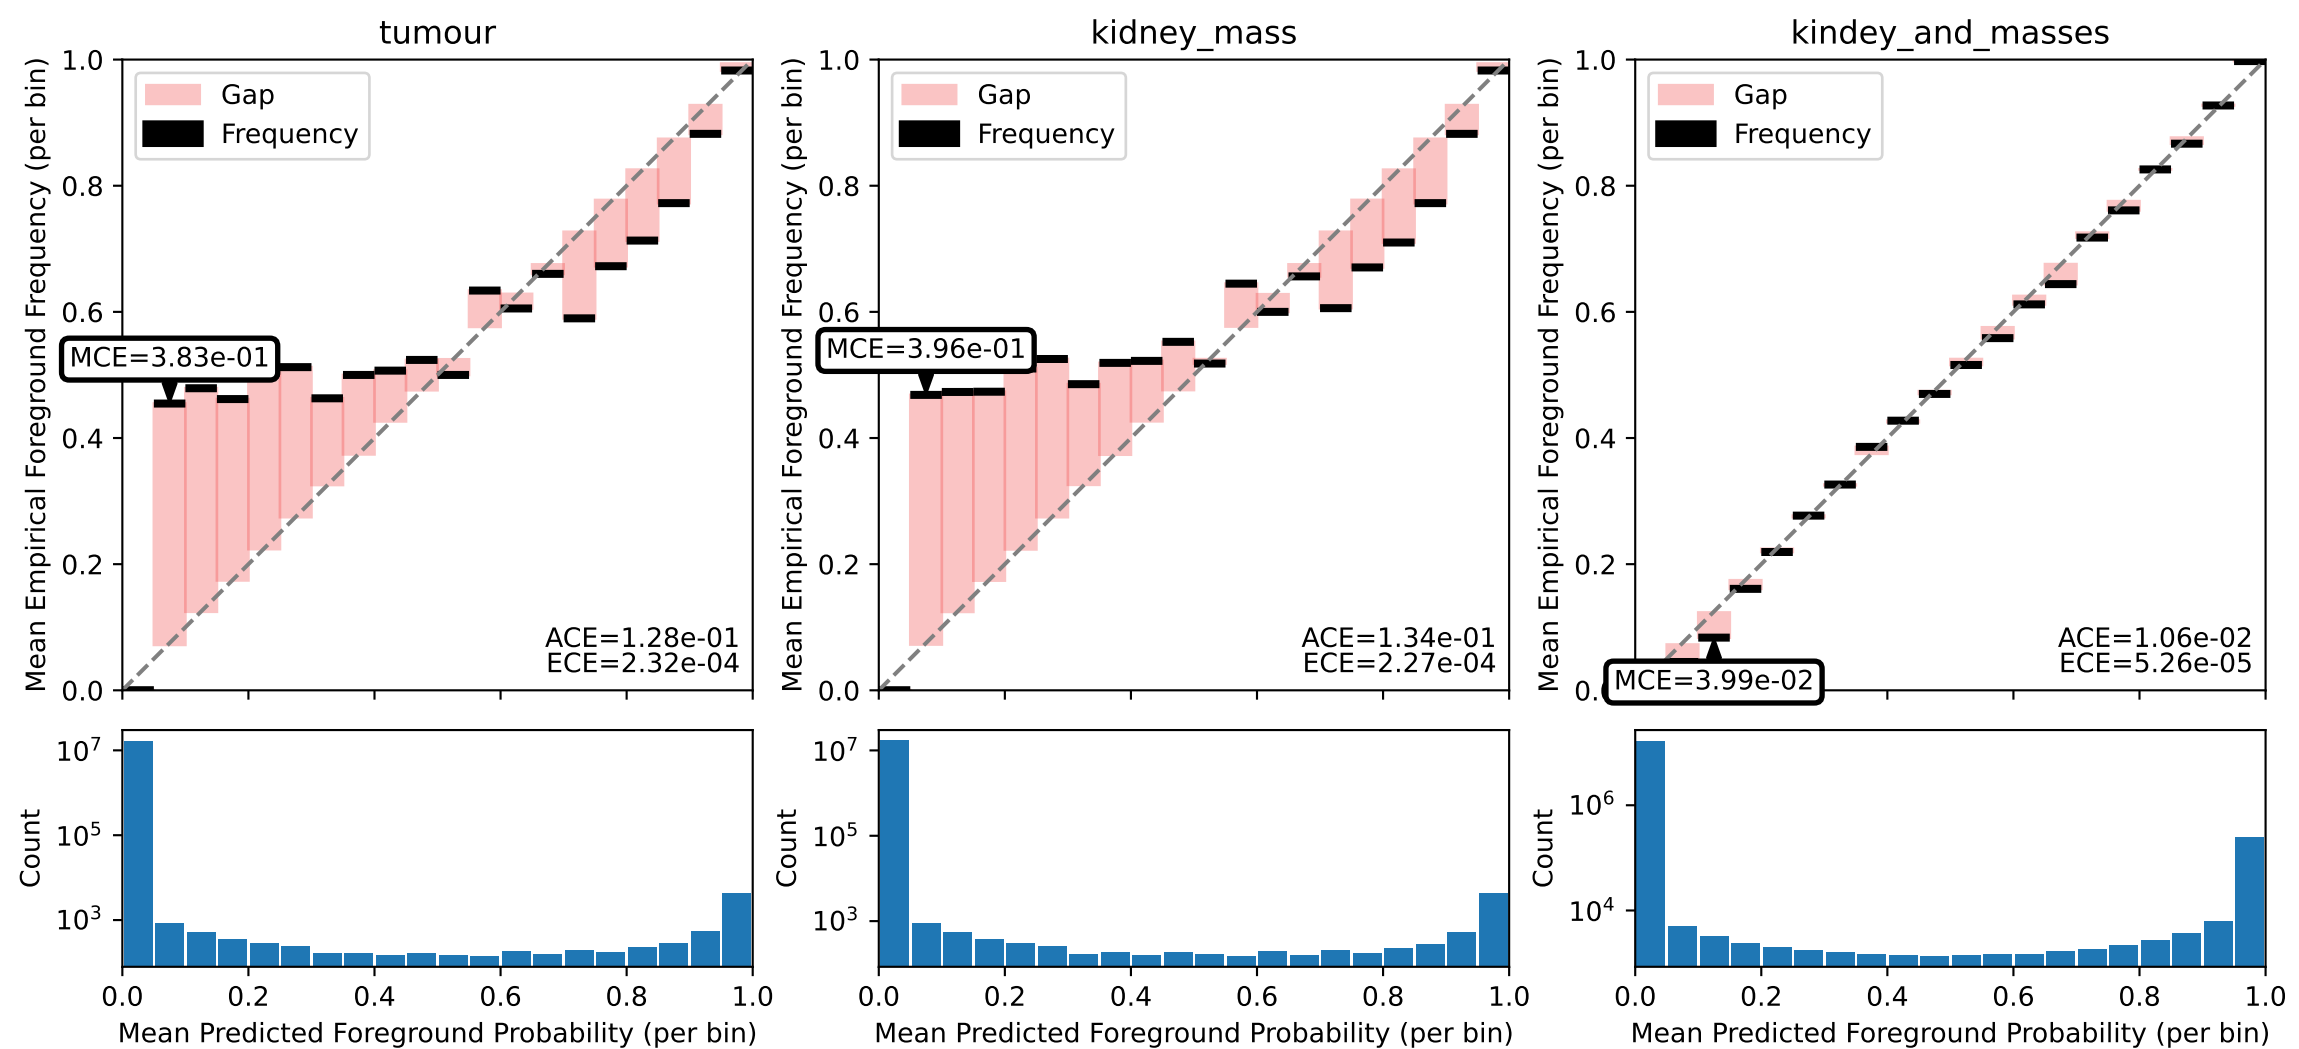 tumour
Mean Empirical Foreground Frequency (per bin)
1.0
0.8
0.6
0.4
0.2
0.0
Gap
Frequency
MCE=3.83e-01
ACE=1.28e-01
ECE=2.32e-04
Count
10⁷
10⁵
10³
0.0 0.2 0.4 0.6 0.8 1.0
Mean Predicted Foreground Probability (per bin)
kidney_mass
Mean Empirical Foreground Frequency (per bin)
1.0
0.8
0.6
0.4
0.2
0.0
Gap
Frequency
MCE=3.96e-01
ACE=1.34e-01
ECE=2.27e-04
Count
10⁷
10⁵
10³
0.0 0.2 0.4 0.6 0.8 1.0
Mean Predicted Foreground Probability (per bin)
kindey_and_masses
Mean Empirical Foreground Frequency (per bin)
1.0
0.8
0.6
0.4
0.2
Gap
Frequency
MCE=3.99e-02
ACE=1.06e-02
ECE=5.26e-05
Count
10⁶
10⁴
0.0 0.2 0.4 0.6 0.8 1.0
Mean Predicted Foreground Probability (per bin)